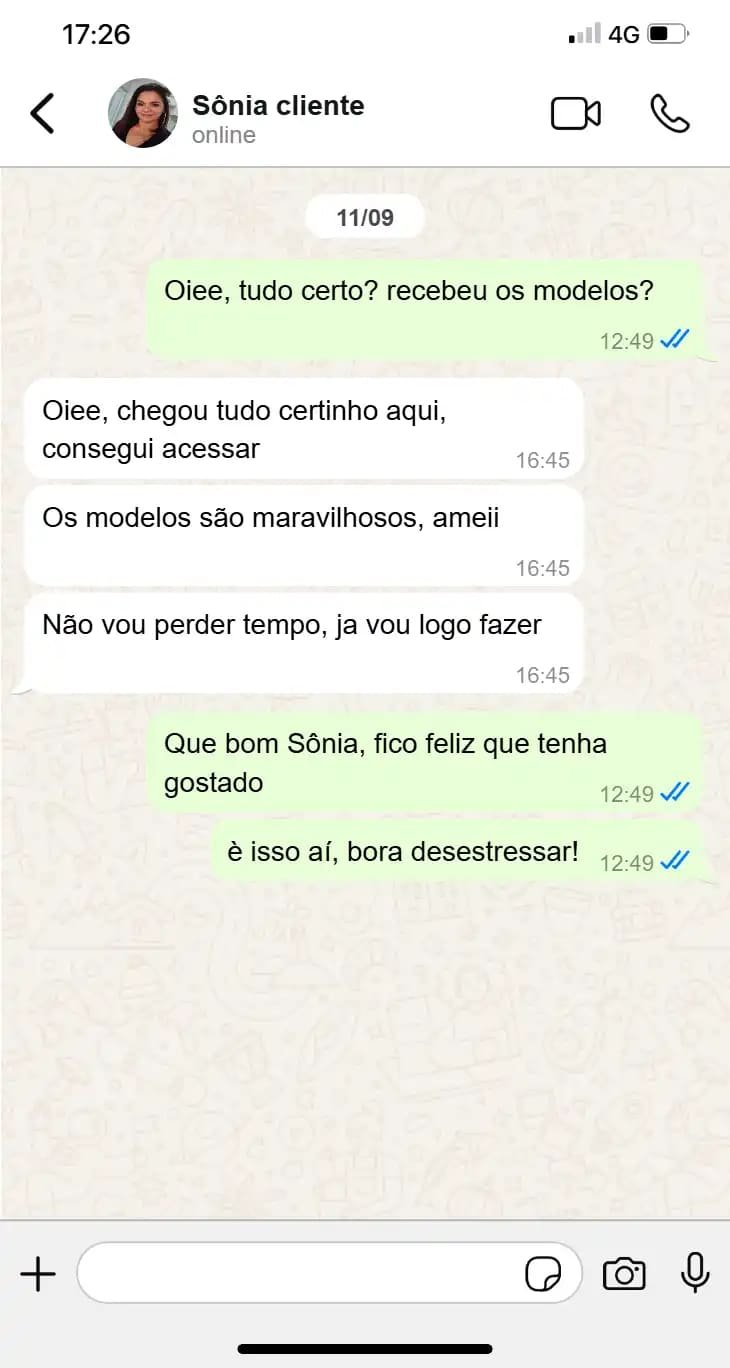 17:26
4G
Sônia cliente
online
11/09
Oiee, tudo certo? recebeu os modelos?
12:49
Oiee, chegou tudo certinho aqui,
consegui acessar
16:45
Os modelos são maravilhosos, ameii
16:45
Não vou perder tempo, ja vou logo fazer
16:45
Que bom Sônia, fico feliz que tenha
gostado
12:49
è isso aí, bora desestressar!
12:49